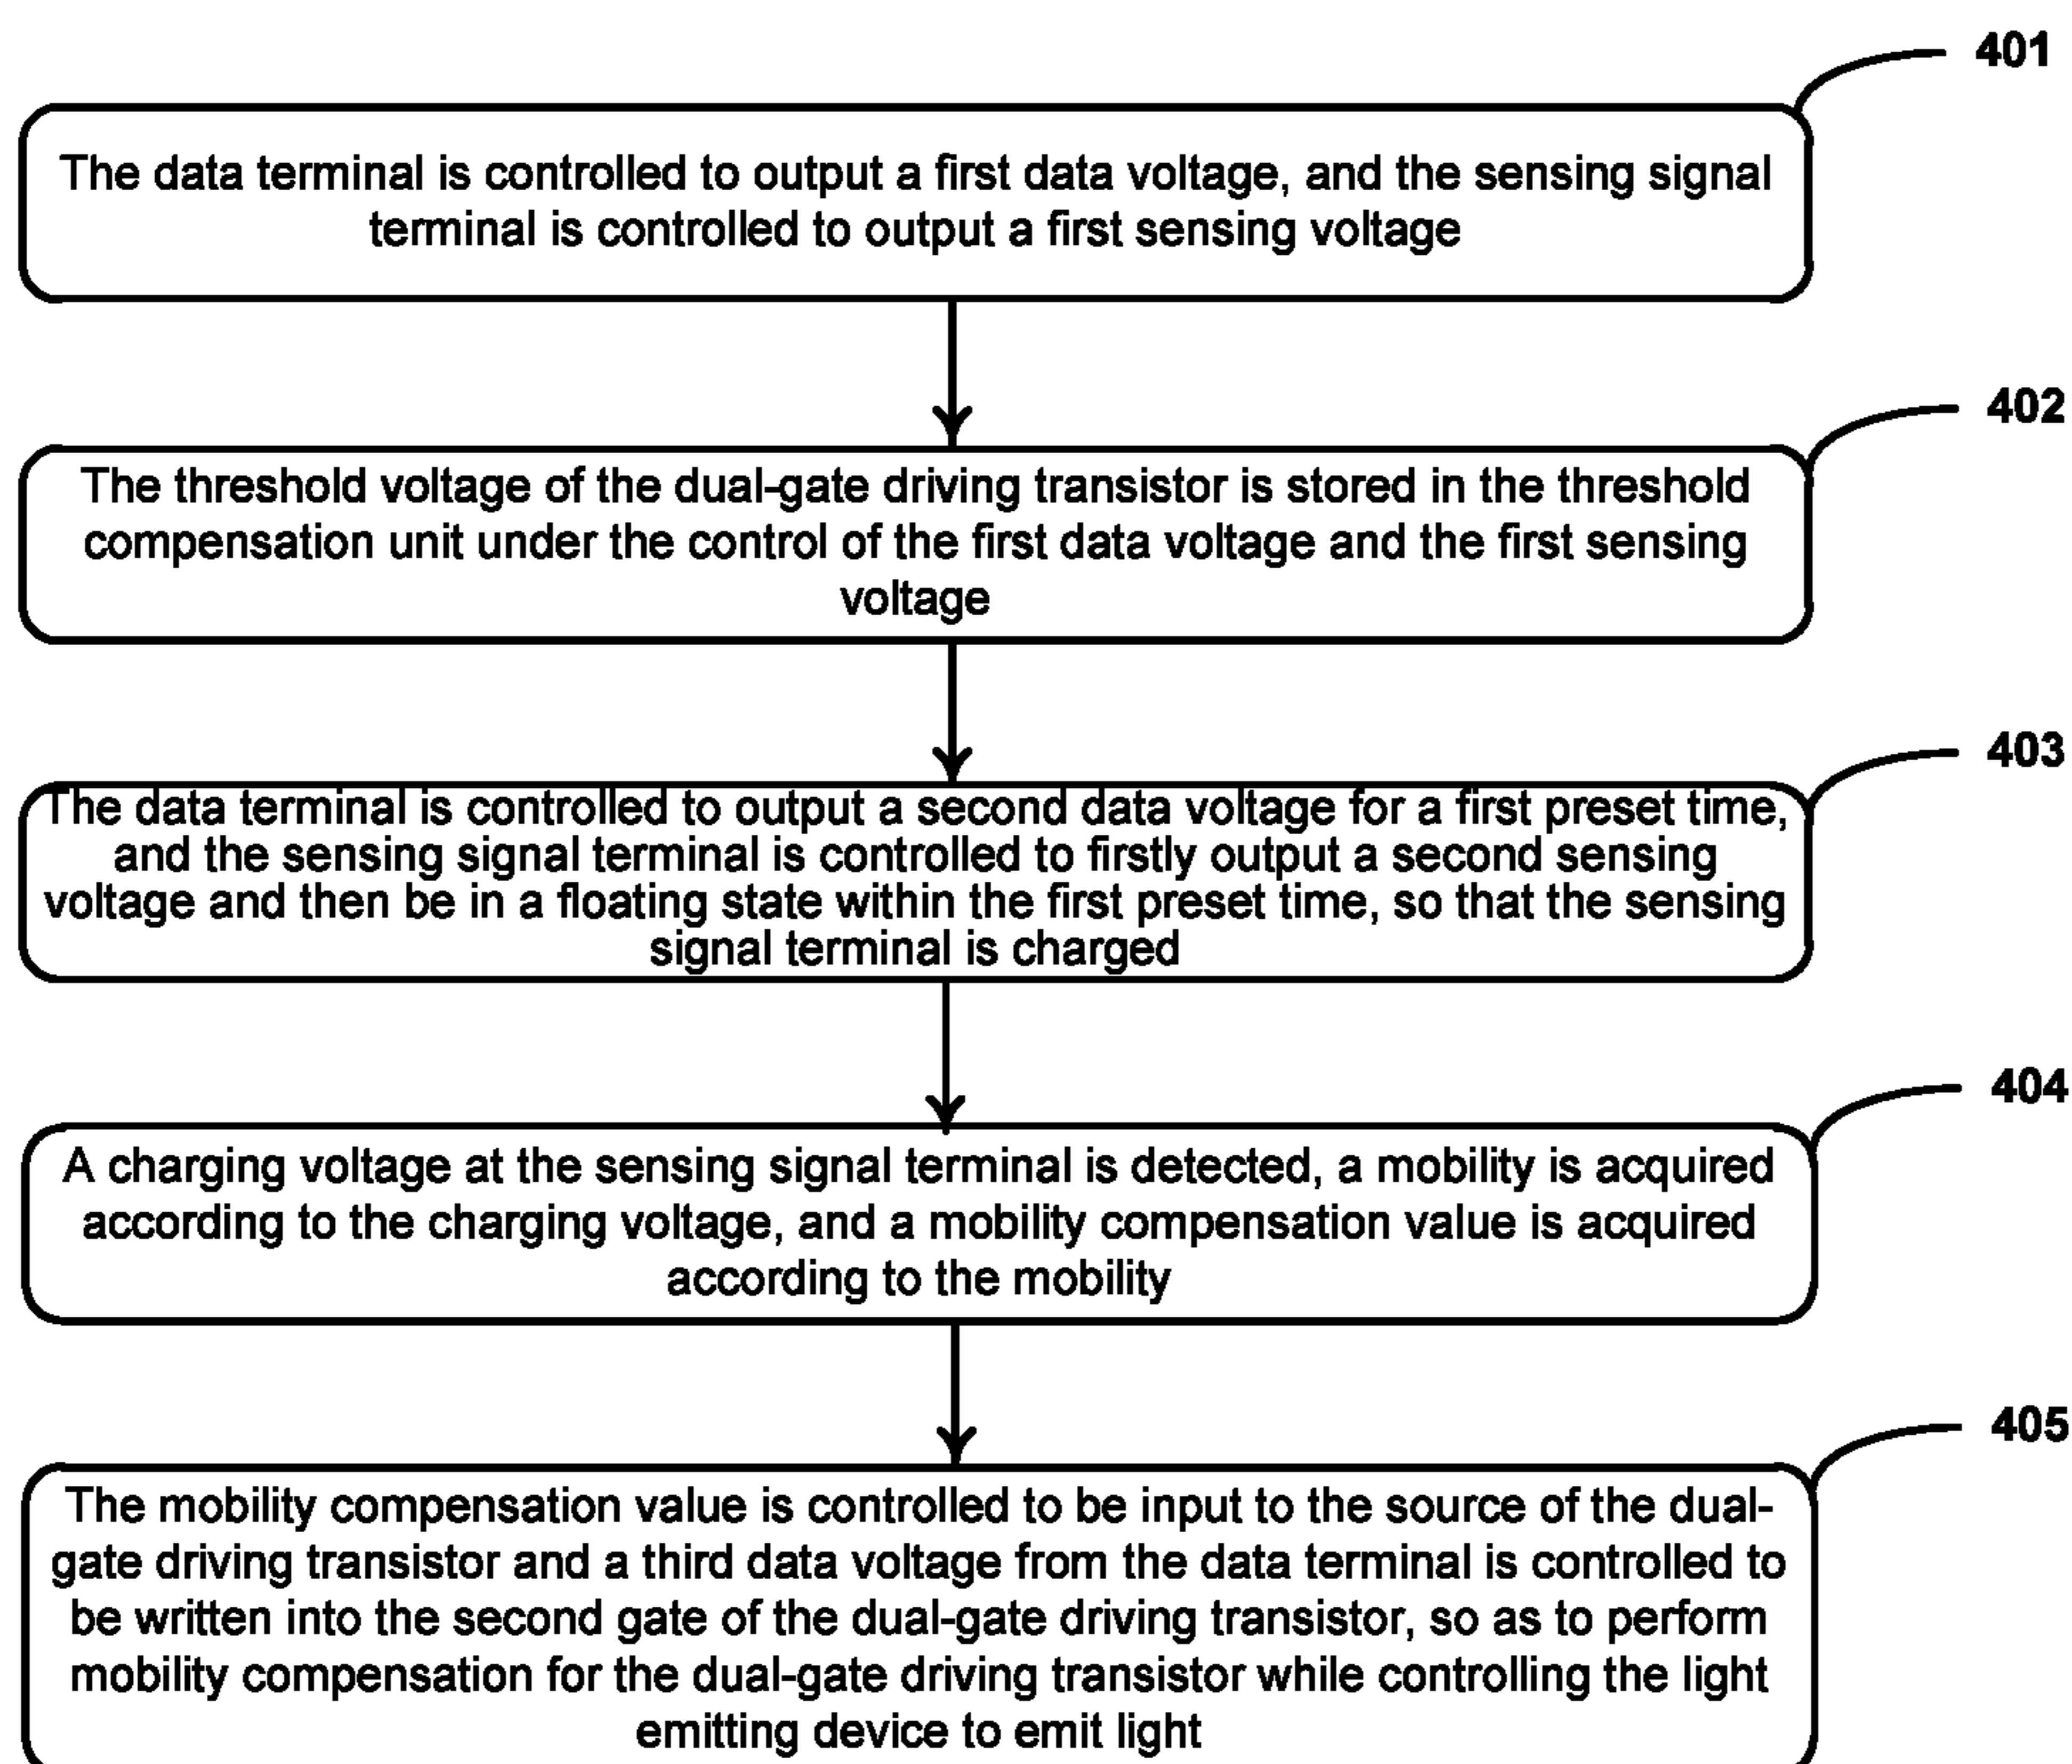 401
The data terminal is controlled to output a first data voltage, and the sensing signal
terminal is controlled to output a first sensing voltage
402
The threshold voltage of the dual-gate driving transistor is stored in the threshold
compensation unit under the control of the first data voltage and the first sensing
voltage
403
The data terminal is controlled to output a second data voltage for a first preset time,
and the sensing signal terminal is controlled to firstly output a second sensing
voltage and then be in a floating state within the first preset time, so that the sensing
signal terminal is charged
404
A charging voltage at the sensing signal terminal is detected, a mobility is acquired
according to the charging voltage, and a mobility compensation value is acquired
according to the mobility
405
The mobility compensation value is controlled to be input to the source of the dual-
gate driving transistor and a third data voltage from the data terminal is controlled to
be written into the second gate of the dual-gate driving transistor, so as to perform
mobility compensation for the dual-gate driving transistor while controlling the light
emitting device to emit light